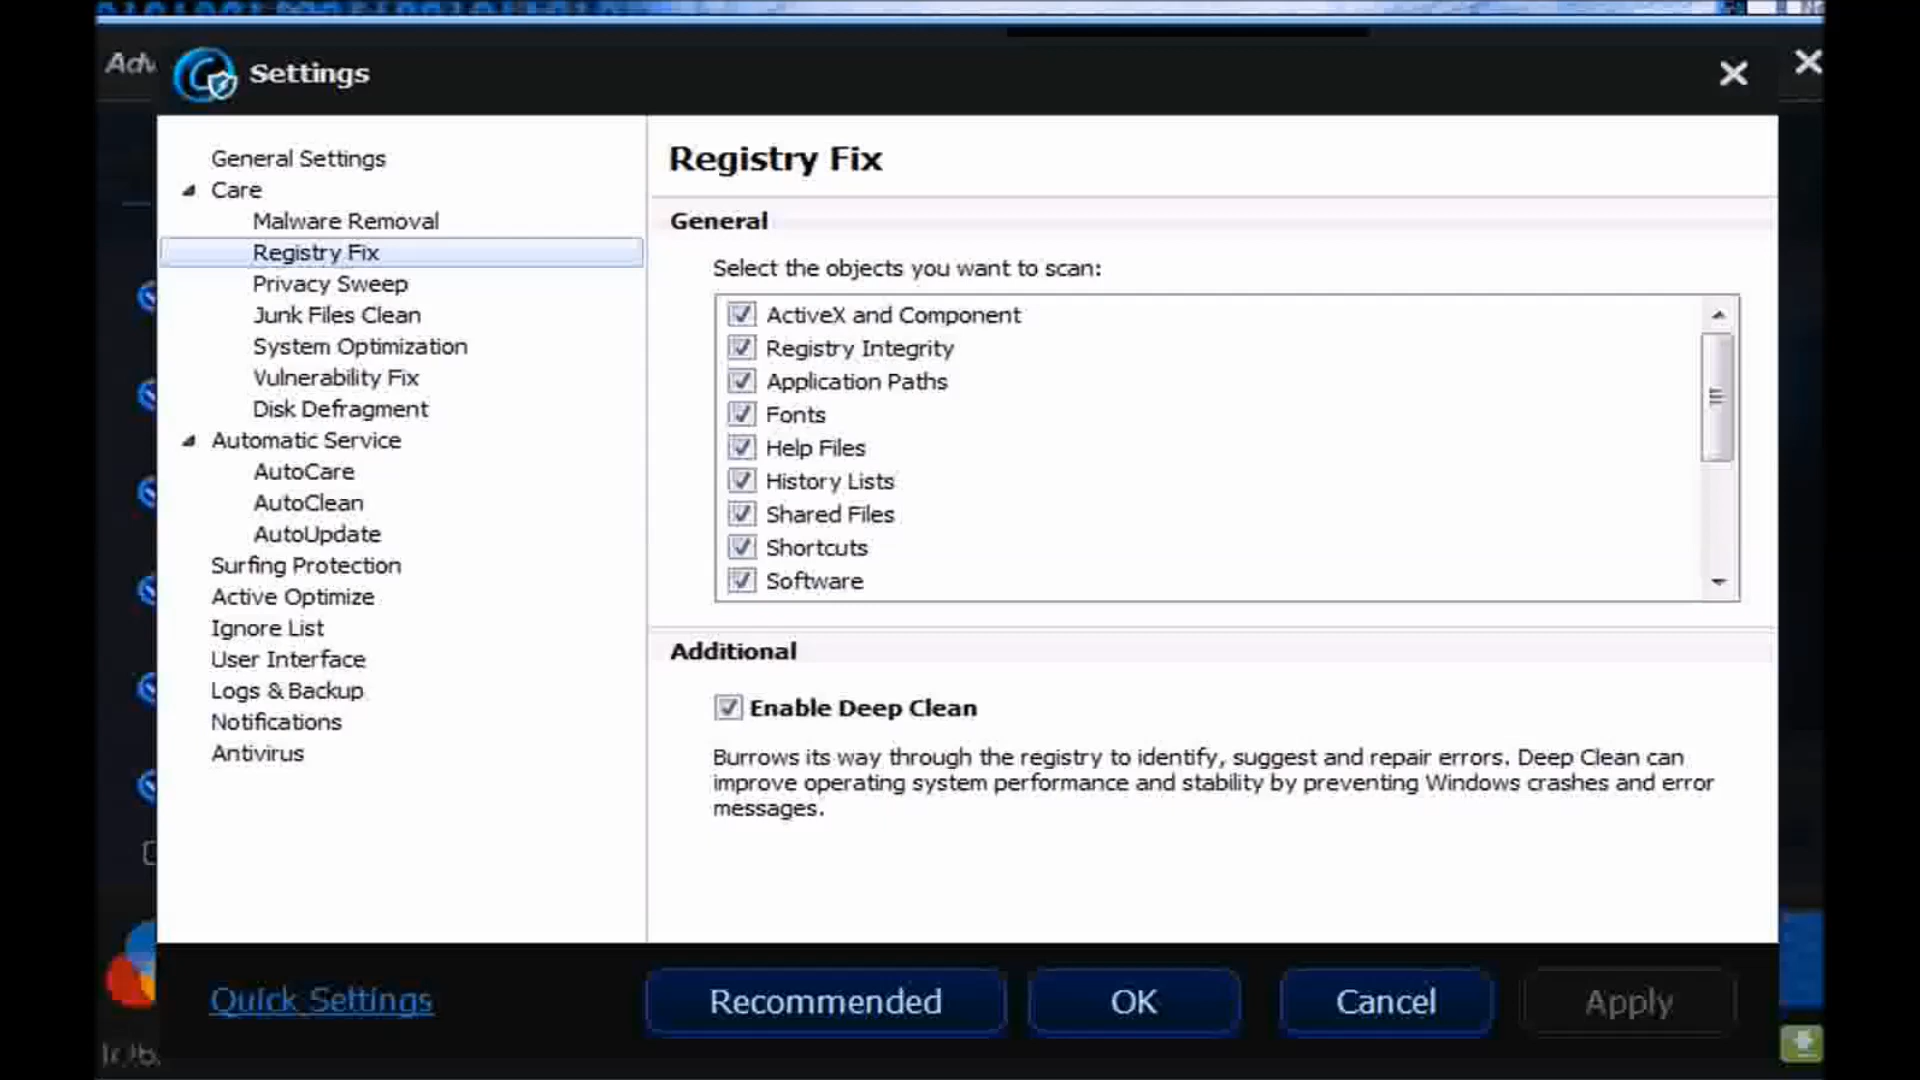 Adv
Settings
General Settings
Care
Malware Removal
Registry Fix
Privacy Sweep
Junk Files Clean
System Optimization
Vulnerability Fix
Disk Defragment
Automatic Service
AutoCare
AutoClean
AutoUpdate
Surfing Protection
Active Optimize
Ignore List
User Interface
Logs & Backup
Notifications
Antivirus
Registry Fix
General
Select the objects you want to scan:
ActiveX and Component
Registry Integrity
Application Paths
Fonts
Help Files
History Lists
Shared Files
Shortcuts
Software
Additional
Enable Deep Clean
Burrows its way through the registry to identify, suggest and repair errors. Deep Clean can
improve operating system performance and stability by preventing Windows crashes and error
messages.
Quick Settings
Recommended
OK
Cancel
Apply